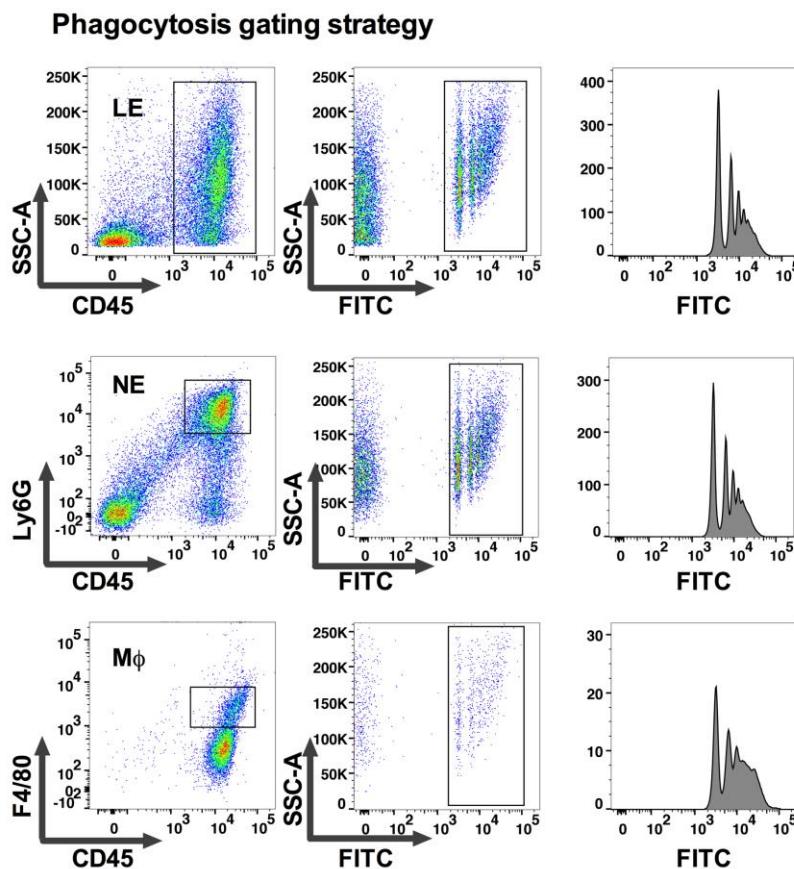 Phagocytosis gating strategy
LE
250K
200K
150K
100K
50K
0
SSC-A
0 10³ 10⁴ 10⁵
CD45
250K
200K
150K
100K
50K
0
SSC-A
0 10² 10³ 10⁴ 10⁵
FITC
400
300
200
100
0
0 10² 10³ 10⁴ 10⁵
FITC
NE
10⁵
10⁴
10³
10²
0
-10²
Ly6G
0 10³ 10⁴ 10⁵
CD45
250K
200K
150K
100K
50K
0
SSC-A
0 10² 10³ 10⁴ 10⁵
FITC
300
200
100
0
0 10² 10³ 10⁴ 10⁵
FITC
Mϕ
10⁵
10⁴
10³
10²
0
-10²
F4/80
0 10³ 10⁴ 10⁵
CD45
250K
200K
150K
100K
50K
0
SSC-A
0 10² 10³ 10⁴ 10⁵
FITC
30
20
10
0
0 10² 10³ 10⁴ 10⁵
FITC